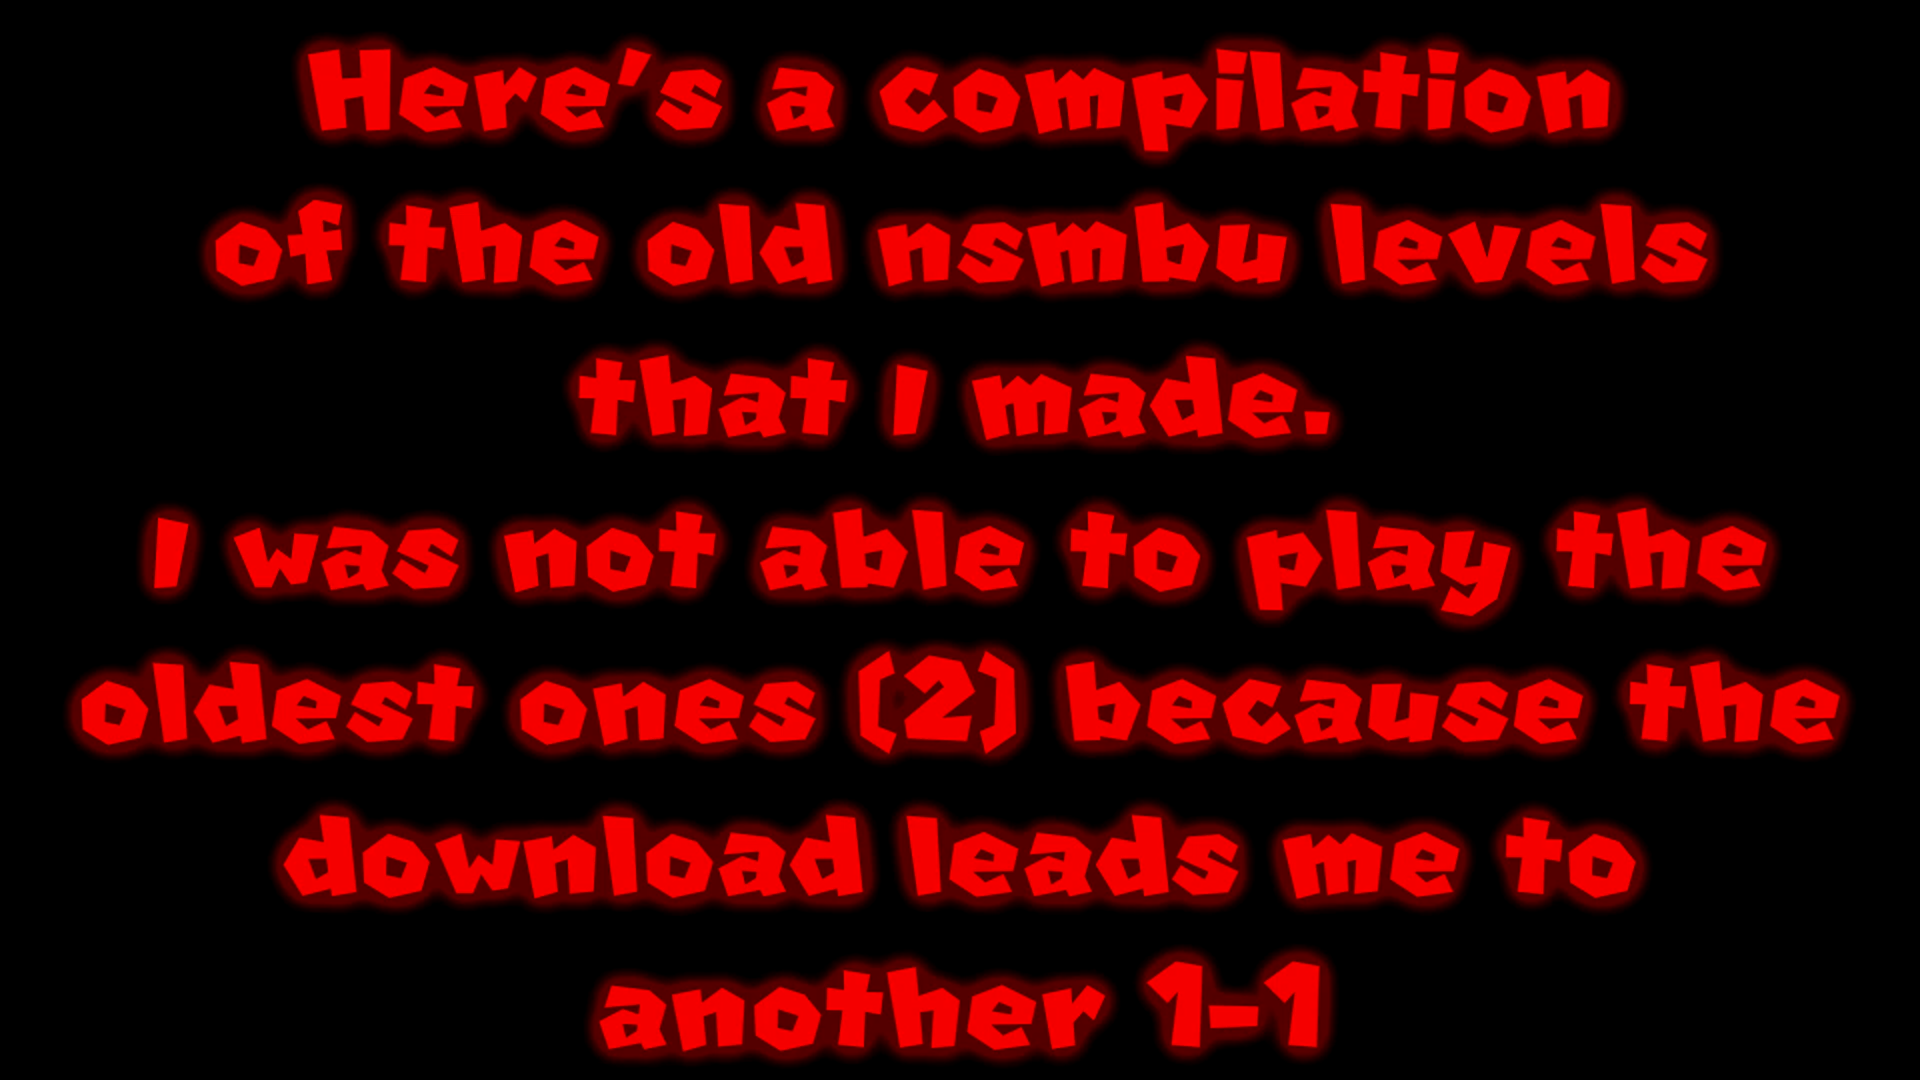 Here's a compilation
of the old nsmbu levels
that I made.
I was not able to play the
oldest ones (2) because the
download leads me to
another 1-1